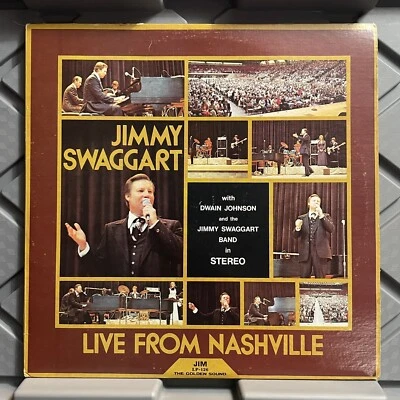 JIMMY
SWAGGART
with
DWAIN JOHNSON
and the
JIMMY SWAGGART
BAND
in
STEREO
LIVE FROM NASHVILLE
JIM
LP-126
THE GOLDEN SOUND